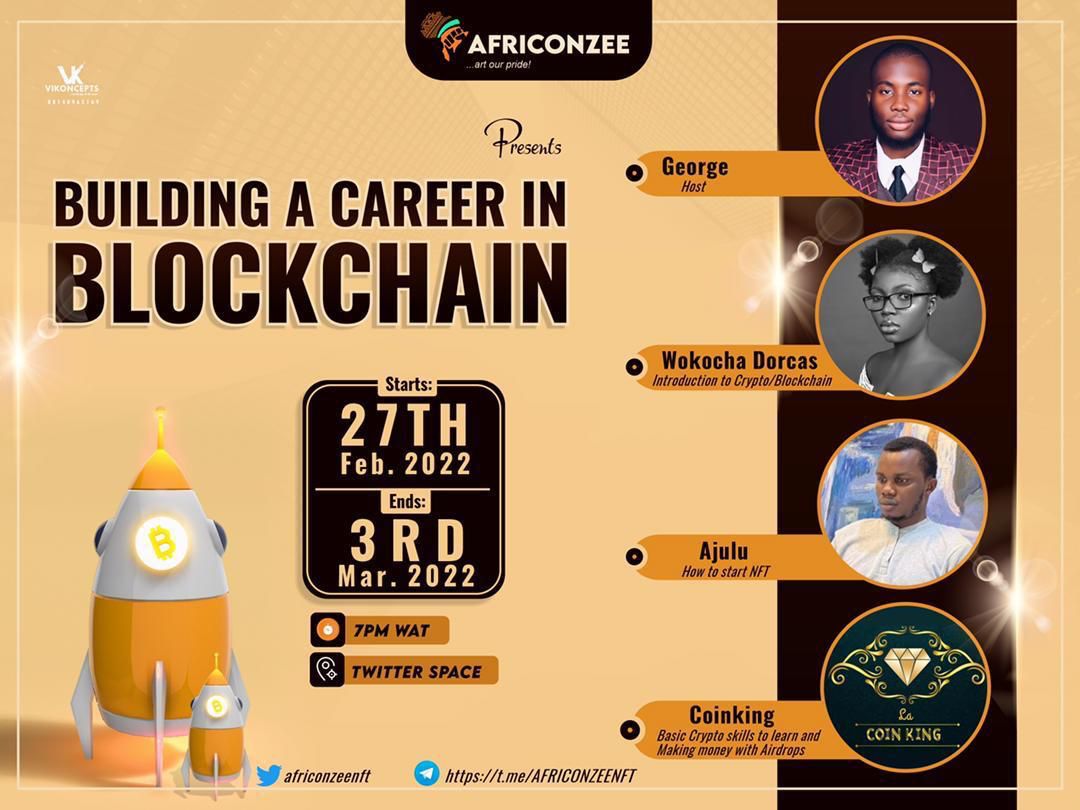 AFRICONZEE
...art our pride!
VK
VIKONCEPTS
Presents
BUILDING A CAREER IN
BLOCKCHAIN
Starts:
27TH
Feb. 2022
Ends:
3RD
Mar. 2022
7PM WAT
TWITTER SPACE
africonzeenft
https://t.me/AFRICONZEENFT
George
Host
Wokocha Dorcas
Introduction to Crypto/Blockchain
Ajulu
How to start NFT
Coinking
Basic Crypto skills to learn and
Making money with Airdrops
La
COIN KING